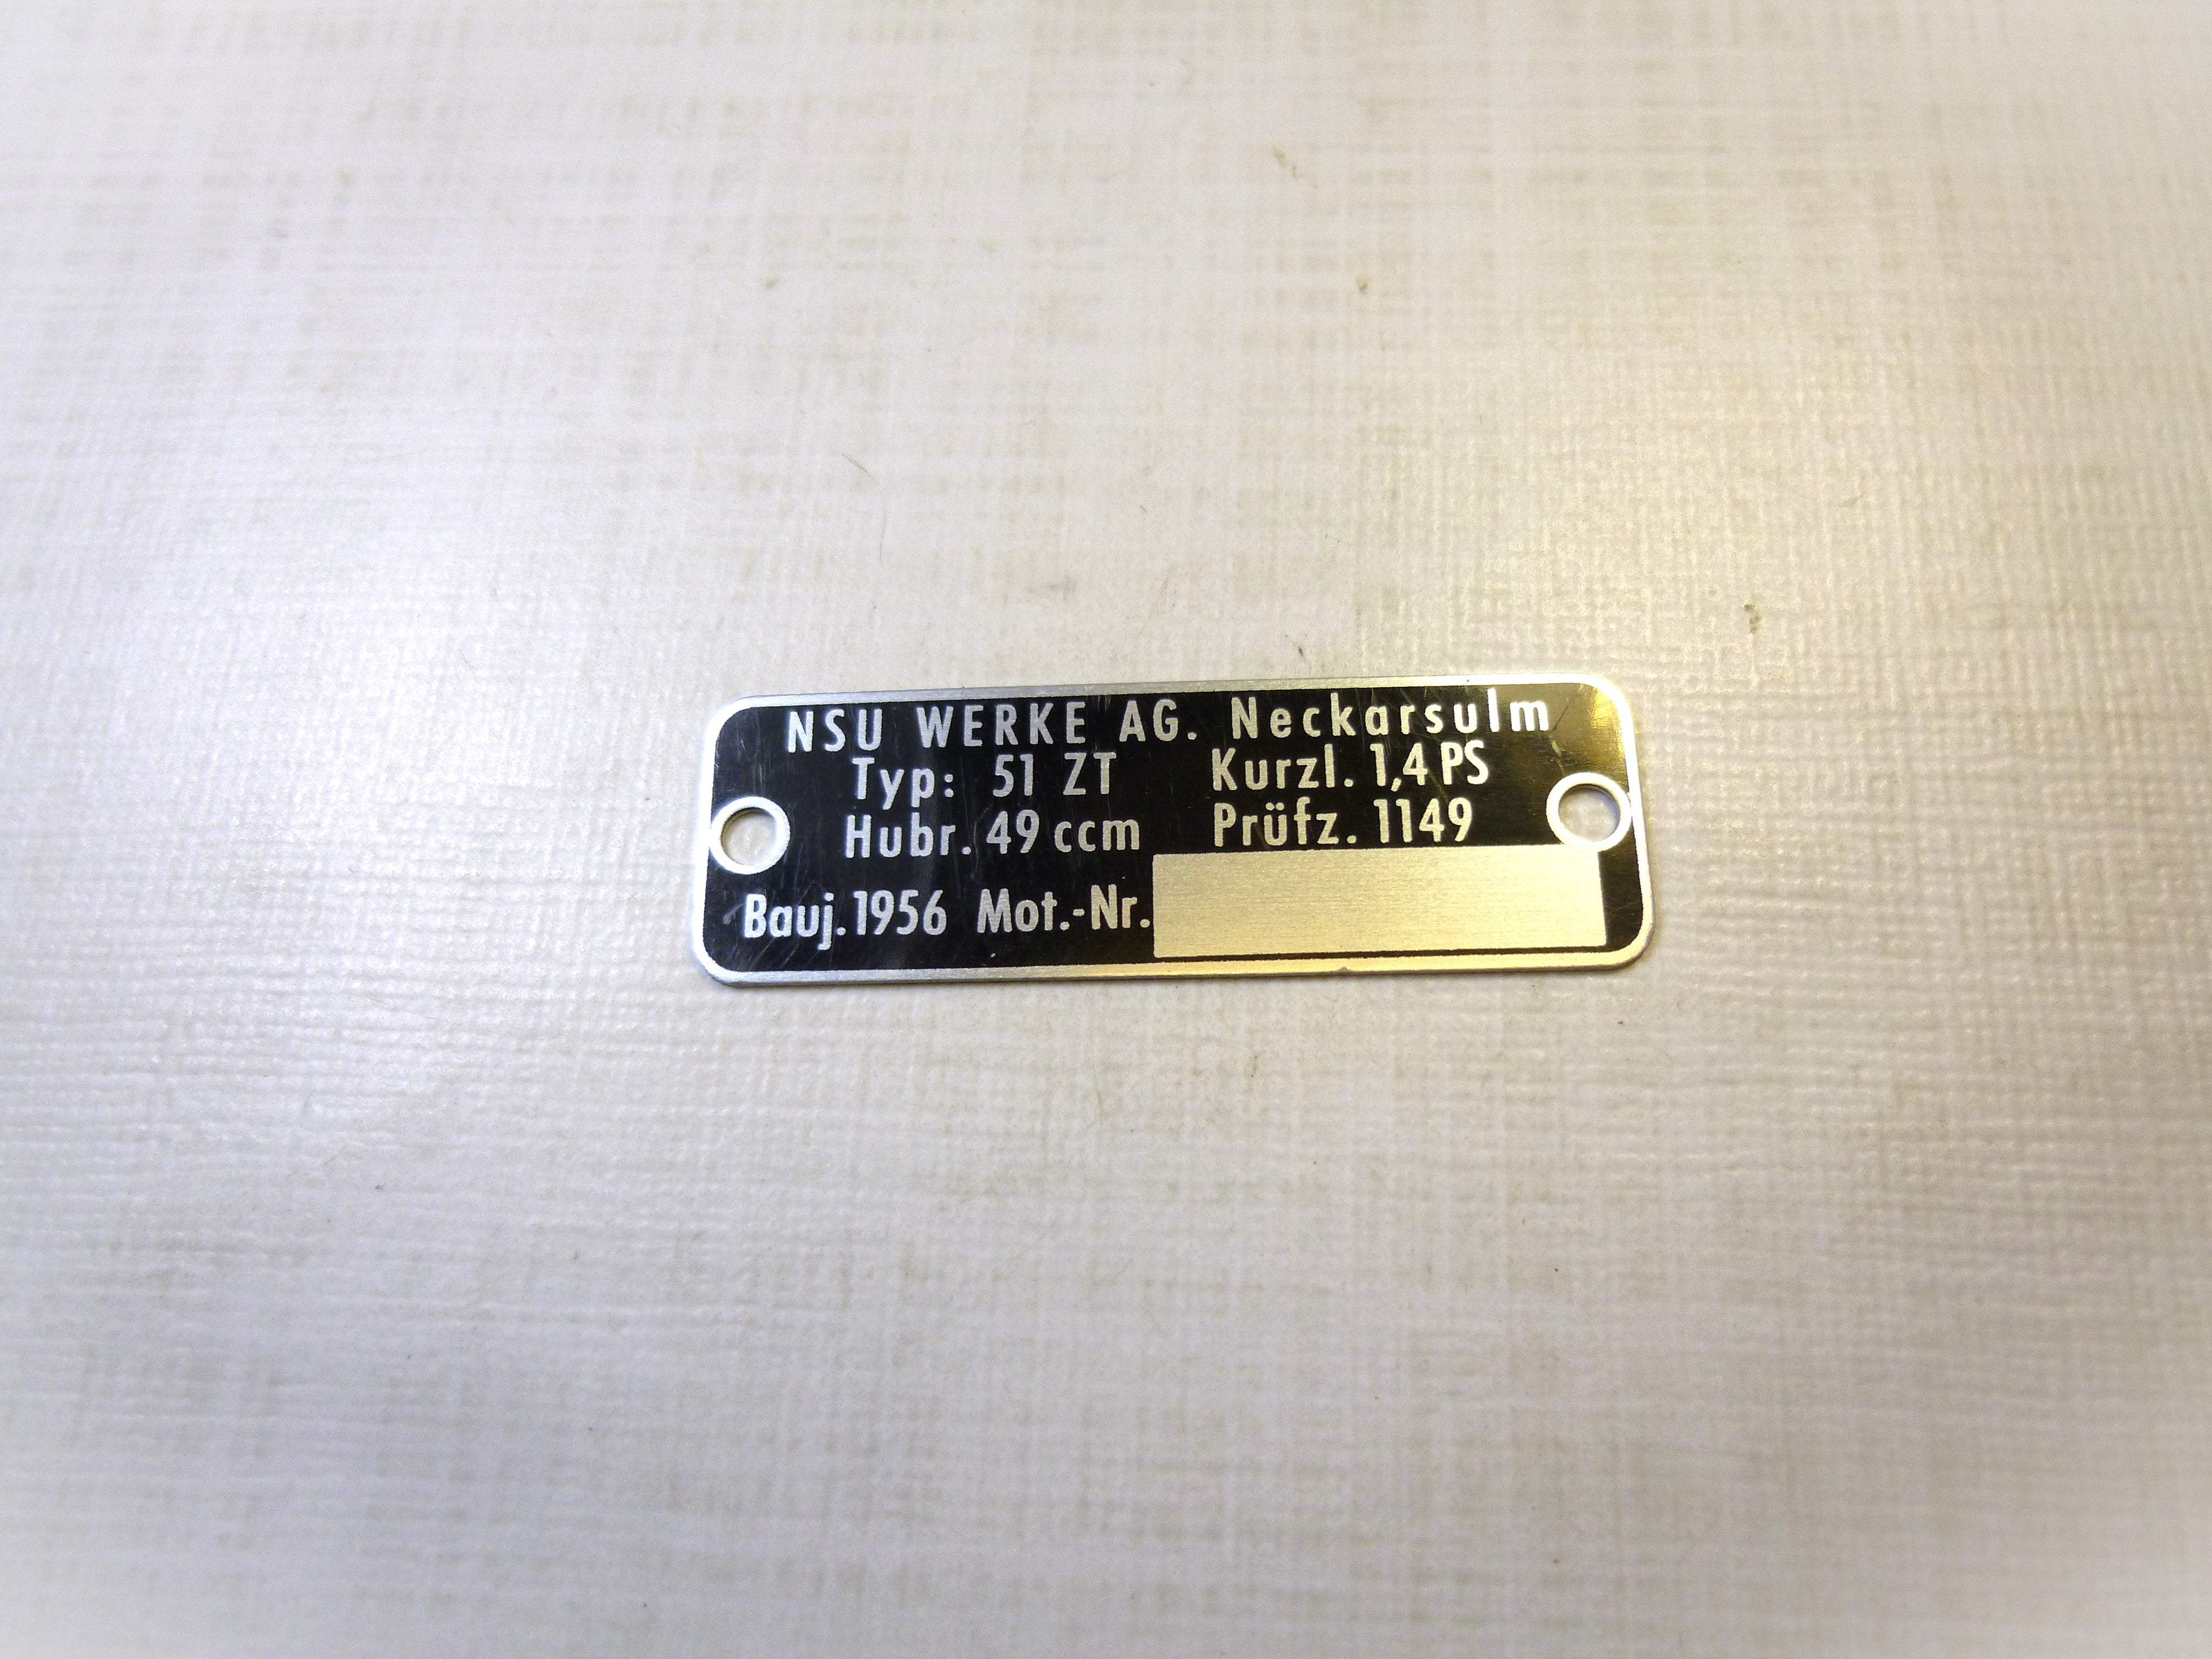 NSU WERKE AG. Neckarsulm
Typ: 51 ZT Kurzl. 1,4 PS
Hubr. 49 ccm Prüfz. 1149
Bauj. 1956 Mot.-Nr.